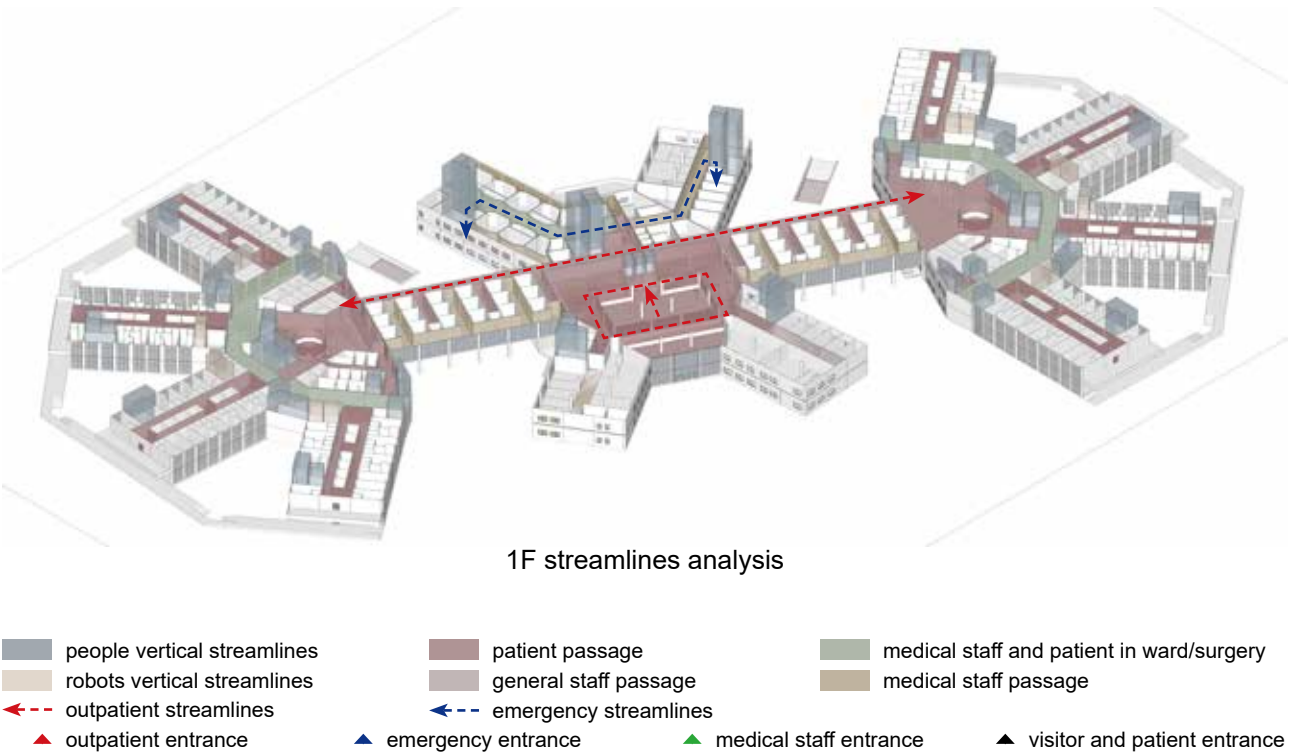 1F streamlines analysis
people vertical streamlines
patient passage
medical staff and patient in ward/surgery
robots vertical streamlines
general staff passage
medical staff passage
outpatient streamlines
emergency streamlines
outpatient entrance
emergency entrance
medical staff entrance
visitor and patient entrance